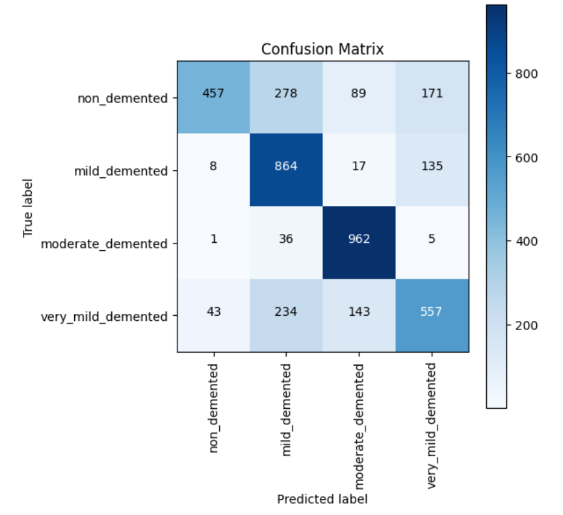 Confusion Matrix
non_demented 457 278 89 171
mild_demented 8 864 17 135
moderate_demented 1 36 962 5
very_mild_demented 43 234 143 557
True label
non_demented
mild_demented
moderate_demented
very_mild_demented
Predicted label
800
600
400
200